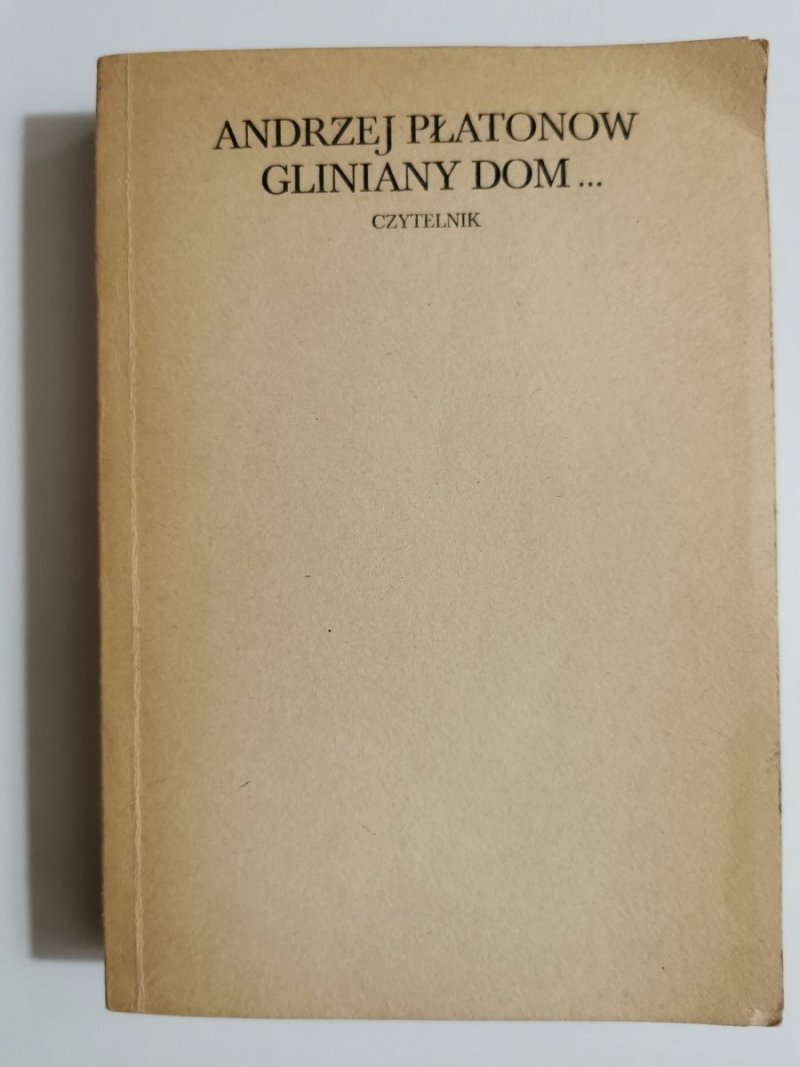 ANDRZEJ PŁATONOW
GLINIANY DOM...
CZYTELNIK